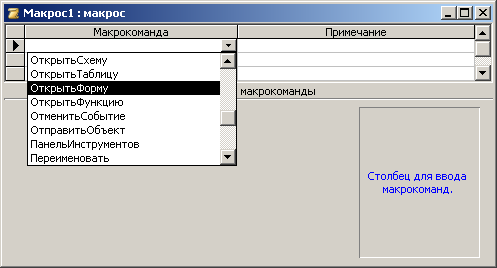 Макрос1 : макрос
Макрокоманда Примечание
ОткрытьСхему
ОткрытьТаблицу
ОткрытьФорму
ОткрытьФункцию
ОтменитьСобытие
ОтправитьОбъект
ПанельИнструментов
Переименовать
макрокоманды
Столбец для ввода
макрокоманд.